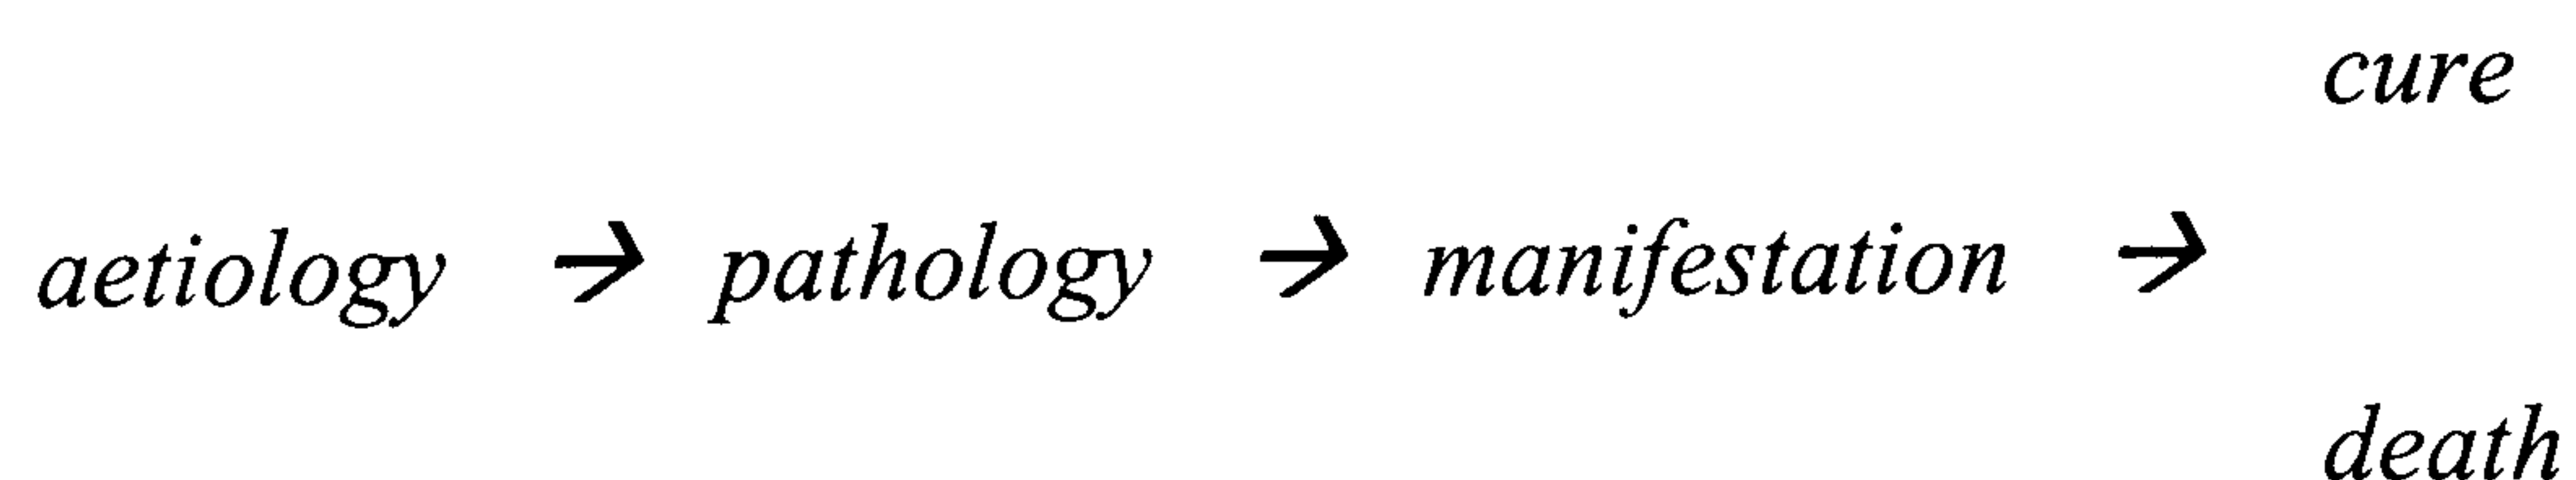 cure
aetiology → pathology → manifestation →
death